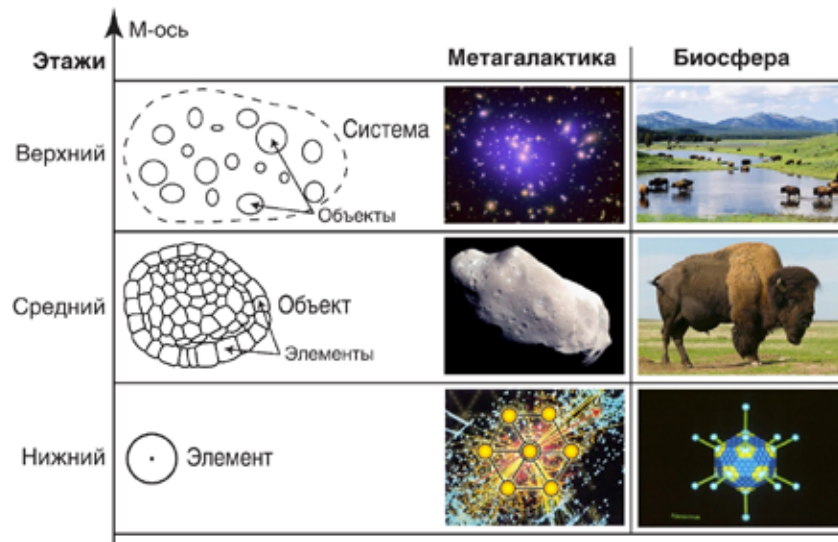 М-ось
Этажи
Метагалактика
Биосфера
Верхний
Система
Объекты
Средний
Объект
Элементы
Нижний
Элемент